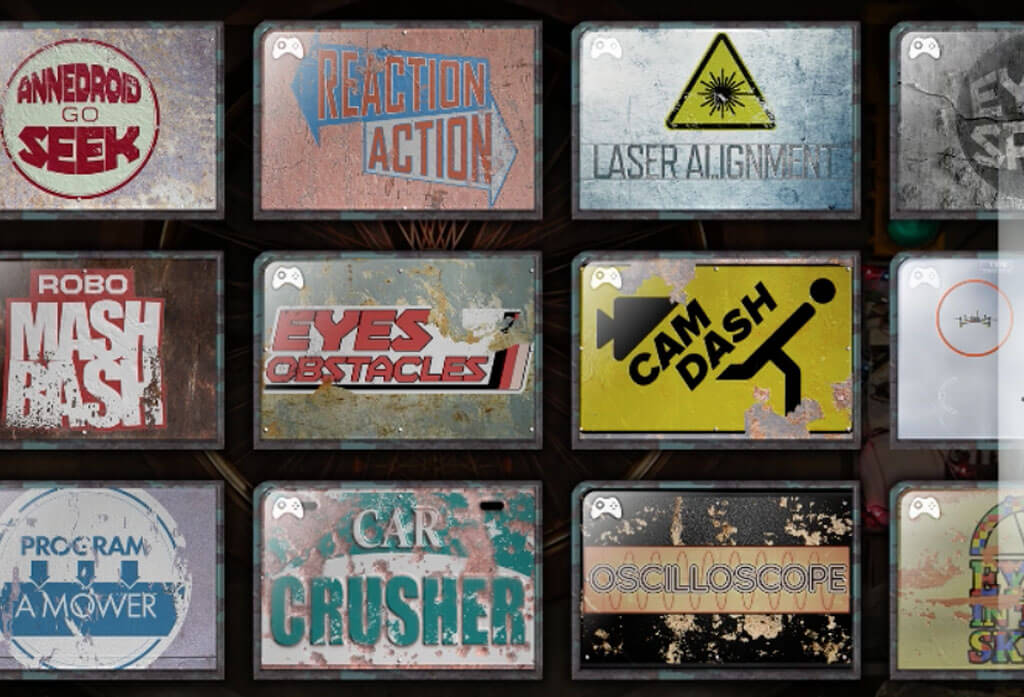 ANNEDROID
GO
SEEK
REACTION
ACTION
LASER ALIGNMENT
ROBO
MASH
BASH
EYES
OBSTACLES
CAM
DASH
PROGRAM
A MOWER
CAR
CRUSHER
OSCILLOSCOPE